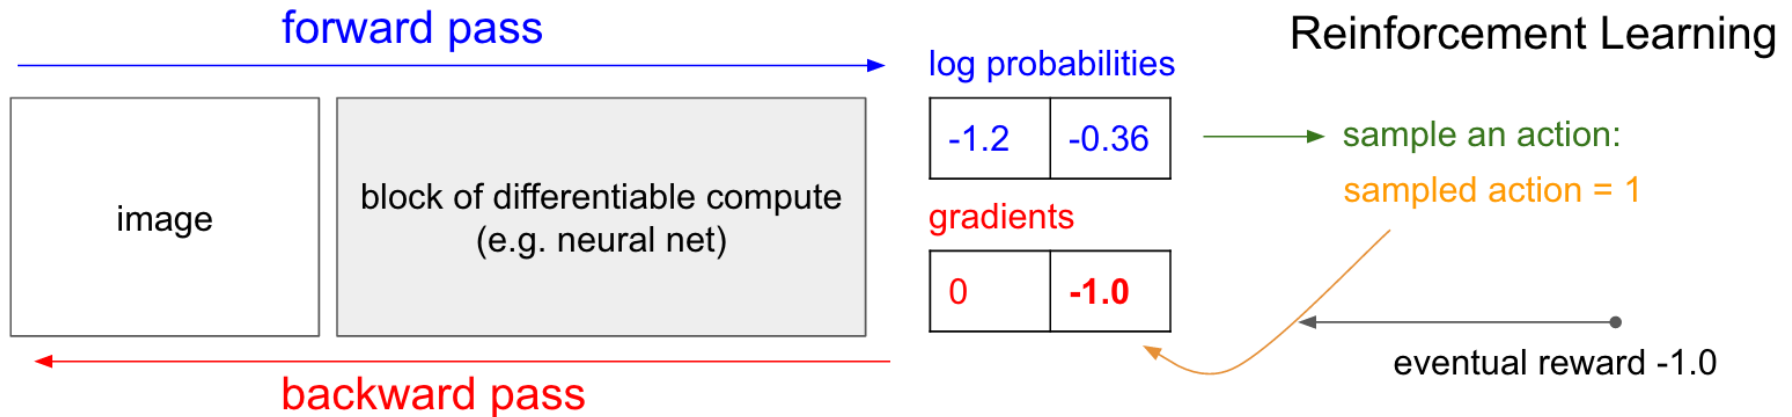 forward pass
Reinforcement Learning
log probabilities
-1.2 -0.36
sample an action:
sampled action = 1
image
block of differentiable compute
(e.g. neural net)
gradients
0 -1.0
eventual reward -1.0
backward pass